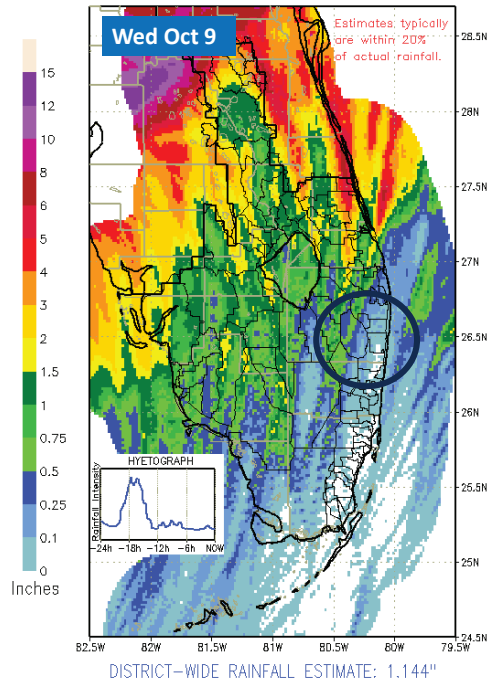 Wed Oct 9
Estimates typically
are within 20%
of actual rainfall.
15
12
10
8
6
5
4
3
2
1.5
1
0.75
0.5
0.25
0.1
0
Inches
28.5N
28N
27.5N
27N
26.5N
26N
25.5N
25N
24.5N
HYETOGRAPH
Rainfall Intensity
-24h -18h -12h -6h NOW
82.5W 82W 81.5W 81W 80.5W 80W 79.5W
DISTRICT-WIDE RAINFALL ESTIMATE: 1.144"